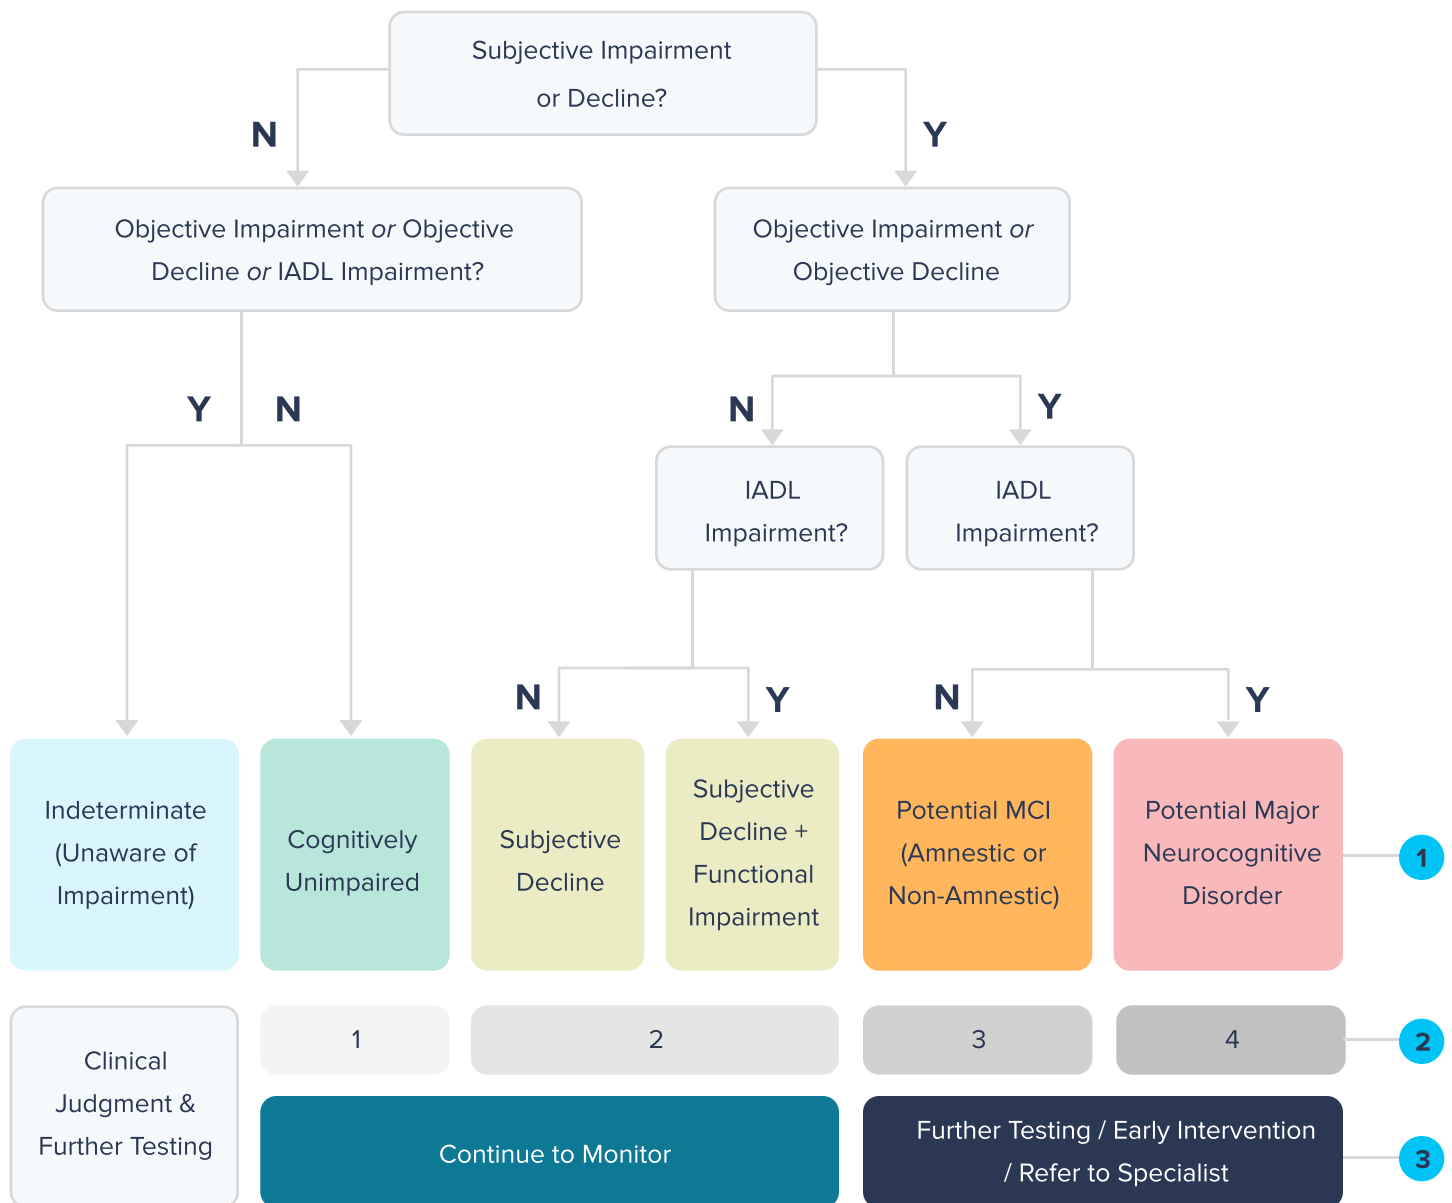 Subjective Impairment
or Decline?
N
Y
Objective Impairment or Objective
Decline or IADL Impairment?
Objective Impairment or
Objective Decline
Y
N
N
Y
IADL
Impairment?
IADL
Impairment?
N
Y
N
Y
Indeterminate
(Unaware of
Impairment)
Cognitively
Unimpaired
Subjective
Decline
Subjective
Decline +
Functional
Impairment
Potential MCI
(Amnestic or
Non-Amnestic)
Potential Major
Neurocognitive
Disorder
1
Clinical
Judgment &
Further Testing
1
2
3
4
2
Continue to Monitor
Further Testing / Early Intervention
/ Refer to Specialist
3